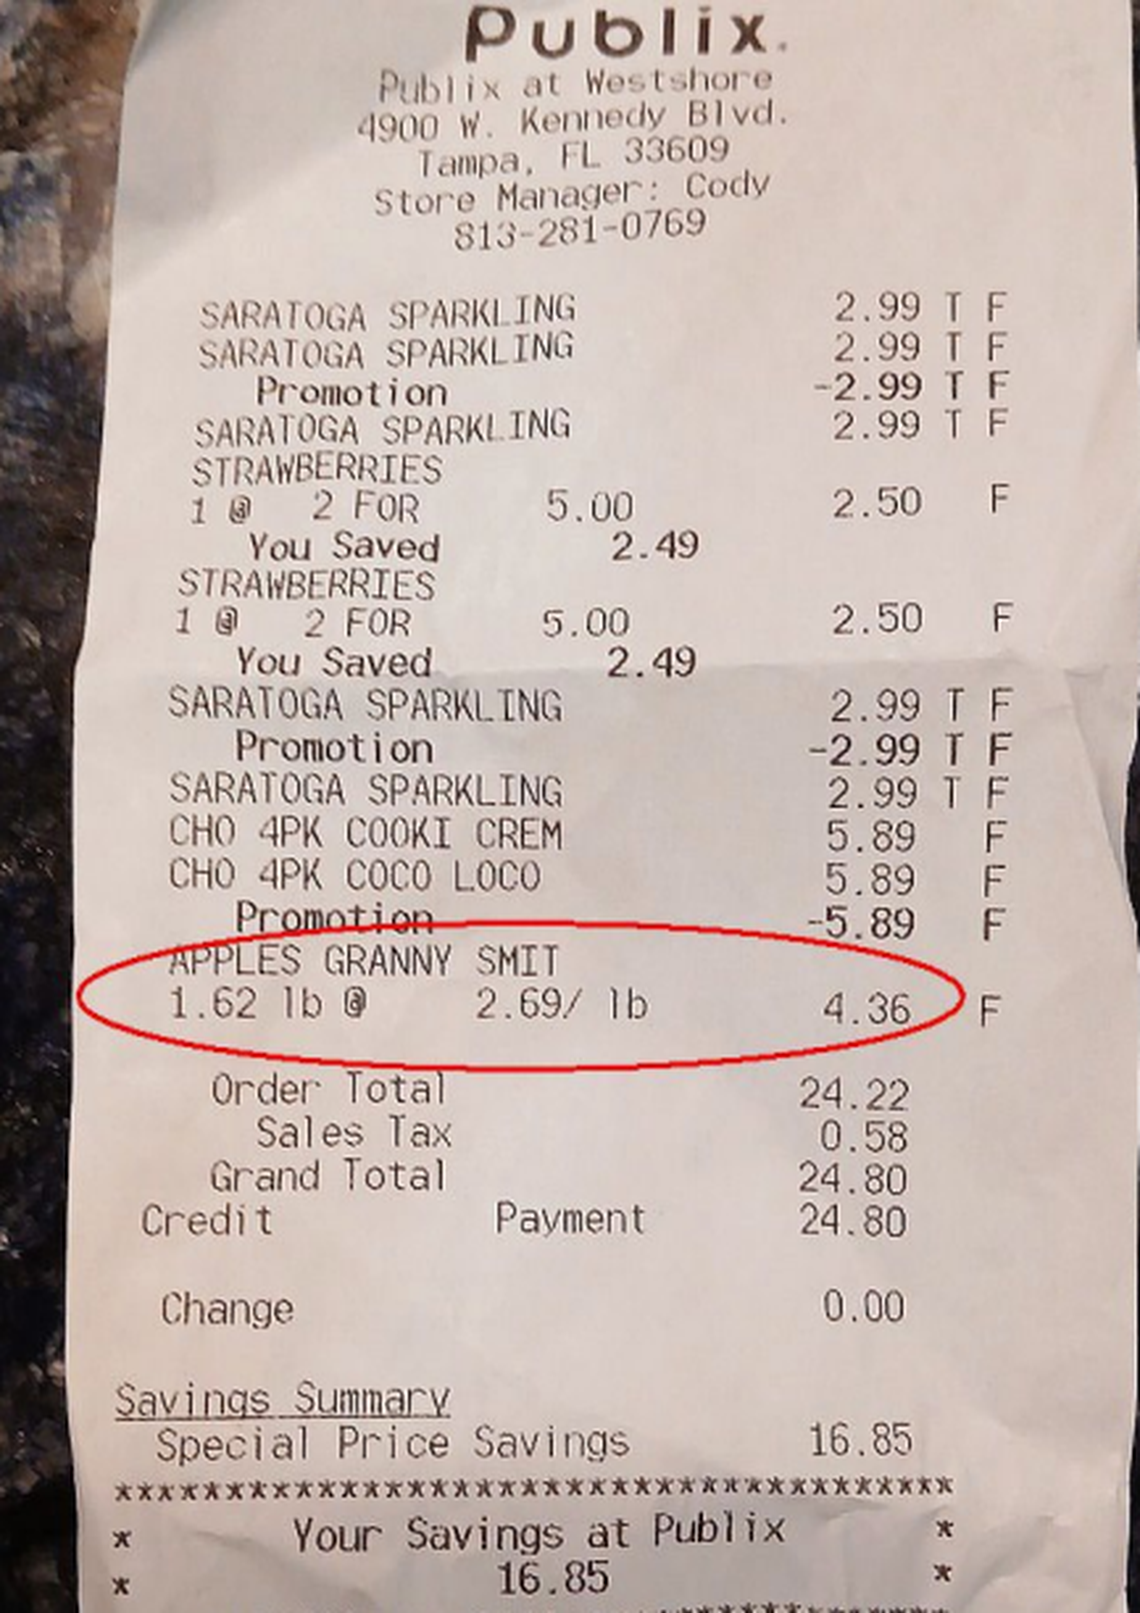 Publix.
Publix at Westshore
4900 W. Kennedy Blvd.
Tampa, FL 33609
Store Manager: Cody
813-281-0769
SARATOGA SPARKLING 2.99 T F
SARATOGA SPARKLING 2.99 T F
Promotion -2.99 T F
SARATOGA SPARKLING 2.99 T F
STRAWBERRIES
1 @ 2 FOR 5.00 2.50 F
You Saved 2.49
STRAWBERRIES
1 @ 2 FOR 5.00 2.50 F
You Saved 2.49
SARATOGA SPARKLING 2.99 T F
Promotion -2.99 T F
SARATOGA SPARKLING 2.99 T F
CHO 4PK COOKI CREM 5.89 F
CHO 4PK COCO LOCO 5.89 F
Promotion -5.89 F
APPLES GRANNY SMIT
1.62 lb @ 2.69/ lb 4.36 F
Order Total 24.22
Sales Tax 0.58
Grand Total 24.80
Credit Payment 24.80
Change 0.00
Savings Summary
Special Price Savings 16.85
*************************************
* Your Savings at Publix *
* 16.85 *